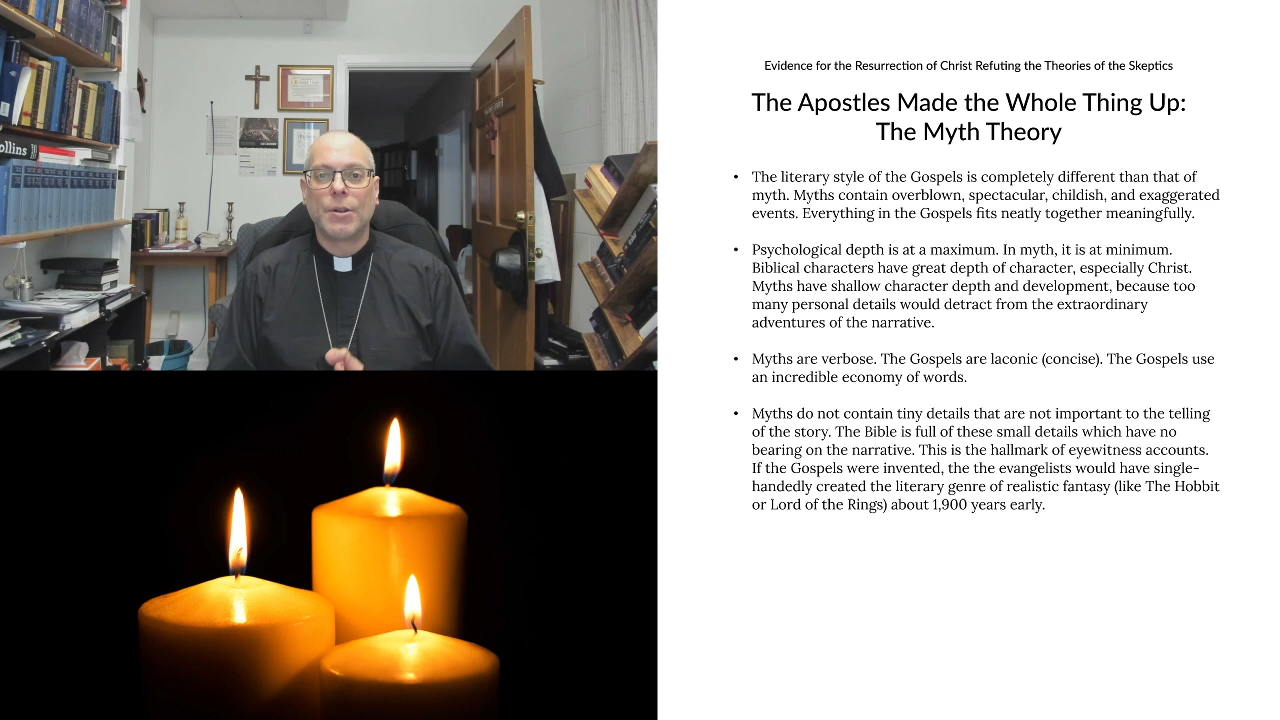 ollins
Evidence for the Resurrection of Christ Refuting the Theories of the Skeptics
The Apostles Made the Whole Thing Up:
The Myth Theory
• The literary style of the Gospels is completely different than that of
myth. Myths contain overblown, spectacular, childish, and exaggerated
events. Everything in the Gospels fits neatly together meaningfully.
• Psychological depth is at a maximum. In myth, it is at minimum.
Biblical characters have great depth of character, especially Christ.
Myths have shallow character depth and development, because too
many personal details would detract from the extraordinary
adventures of the narrative.
• Myths are verbose. The Gospels are laconic (concise). The Gospels use
an incredible economy of words.
• Myths do not contain tiny details that are not important to the telling
of the story. The Bible is full of these small details which have no
bearing on the narrative. This is the hallmark of eyewitness accounts.
If the Gospels were invented, the the evangelists would have single-
handedly created the literary genre of realistic fantasy (like The Hobbit
or Lord of the Rings) about 1,900 years early.